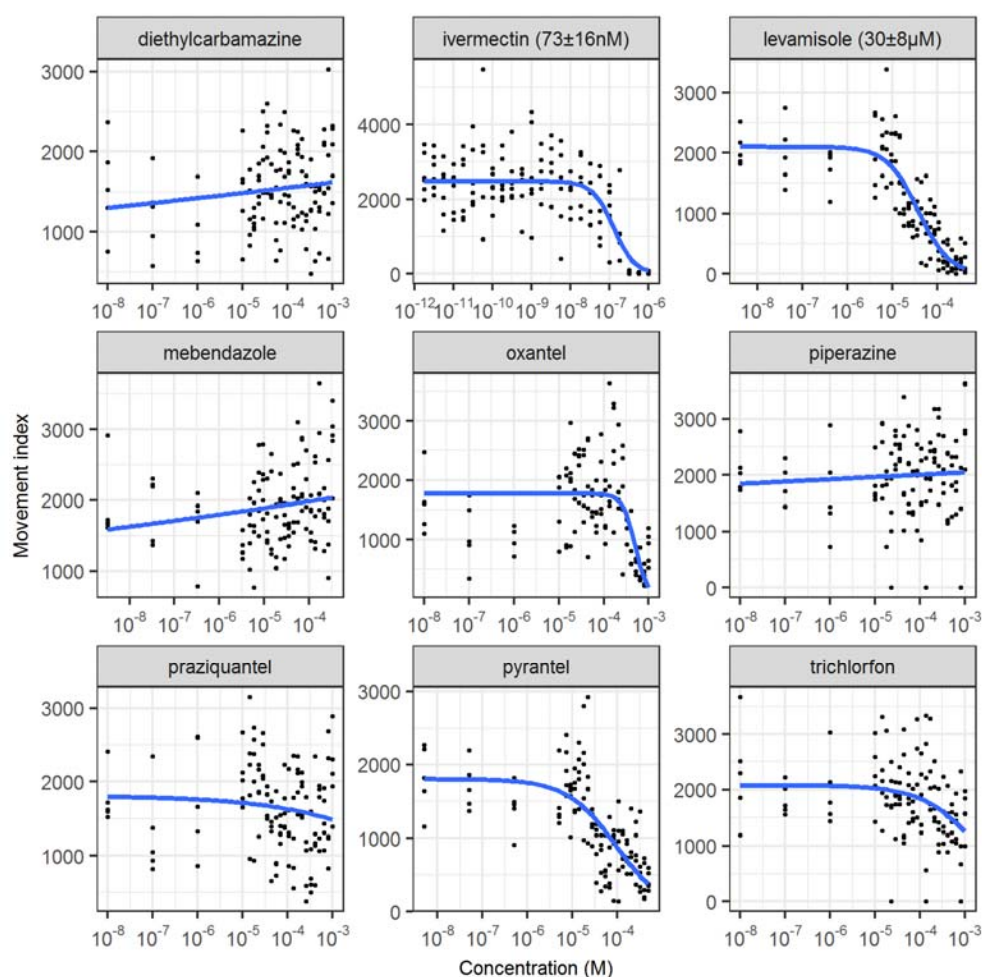 diethylcarbamazine
ivermectin (73±16nM)
levamisole (30±8µM)
3000
2000
1000
4000
2000
0
3000
2000
1000
0
10⁻⁸ 10⁻⁷ 10⁻⁶ 10⁻⁵ 10⁻⁴ 10⁻³
10⁻¹² 10⁻¹¹ 10⁻¹⁰ 10⁻⁹ 10⁻⁸ 10⁻⁷ 10⁻⁶
10⁻⁸ 10⁻⁷ 10⁻⁶ 10⁻⁵ 10⁻⁴
Movement index
mebendazole
oxantel
piperazine
4000
3000
2000
1000
3000
2000
1000
4000
3000
2000
1000
0
10⁻⁸ 10⁻⁷ 10⁻⁶ 10⁻⁵ 10⁻⁴
10⁻⁸ 10⁻⁷ 10⁻⁶ 10⁻⁵ 10⁻⁴ 10⁻³
10⁻⁸ 10⁻⁷ 10⁻⁶ 10⁻⁵ 10⁻⁴ 10⁻³
praziquantel
pyrantel
trichlorfon
3000
2000
1000
3000
2000
1000
0
3000
2000
1000
0
10⁻⁸ 10⁻⁷ 10⁻⁶ 10⁻⁵ 10⁻⁴ 10⁻³
10⁻⁸ 10⁻⁷ 10⁻⁶ 10⁻⁵ 10⁻⁴
10⁻⁸ 10⁻⁷ 10⁻⁶ 10⁻⁵ 10⁻⁴ 10⁻³
Concentration (M)